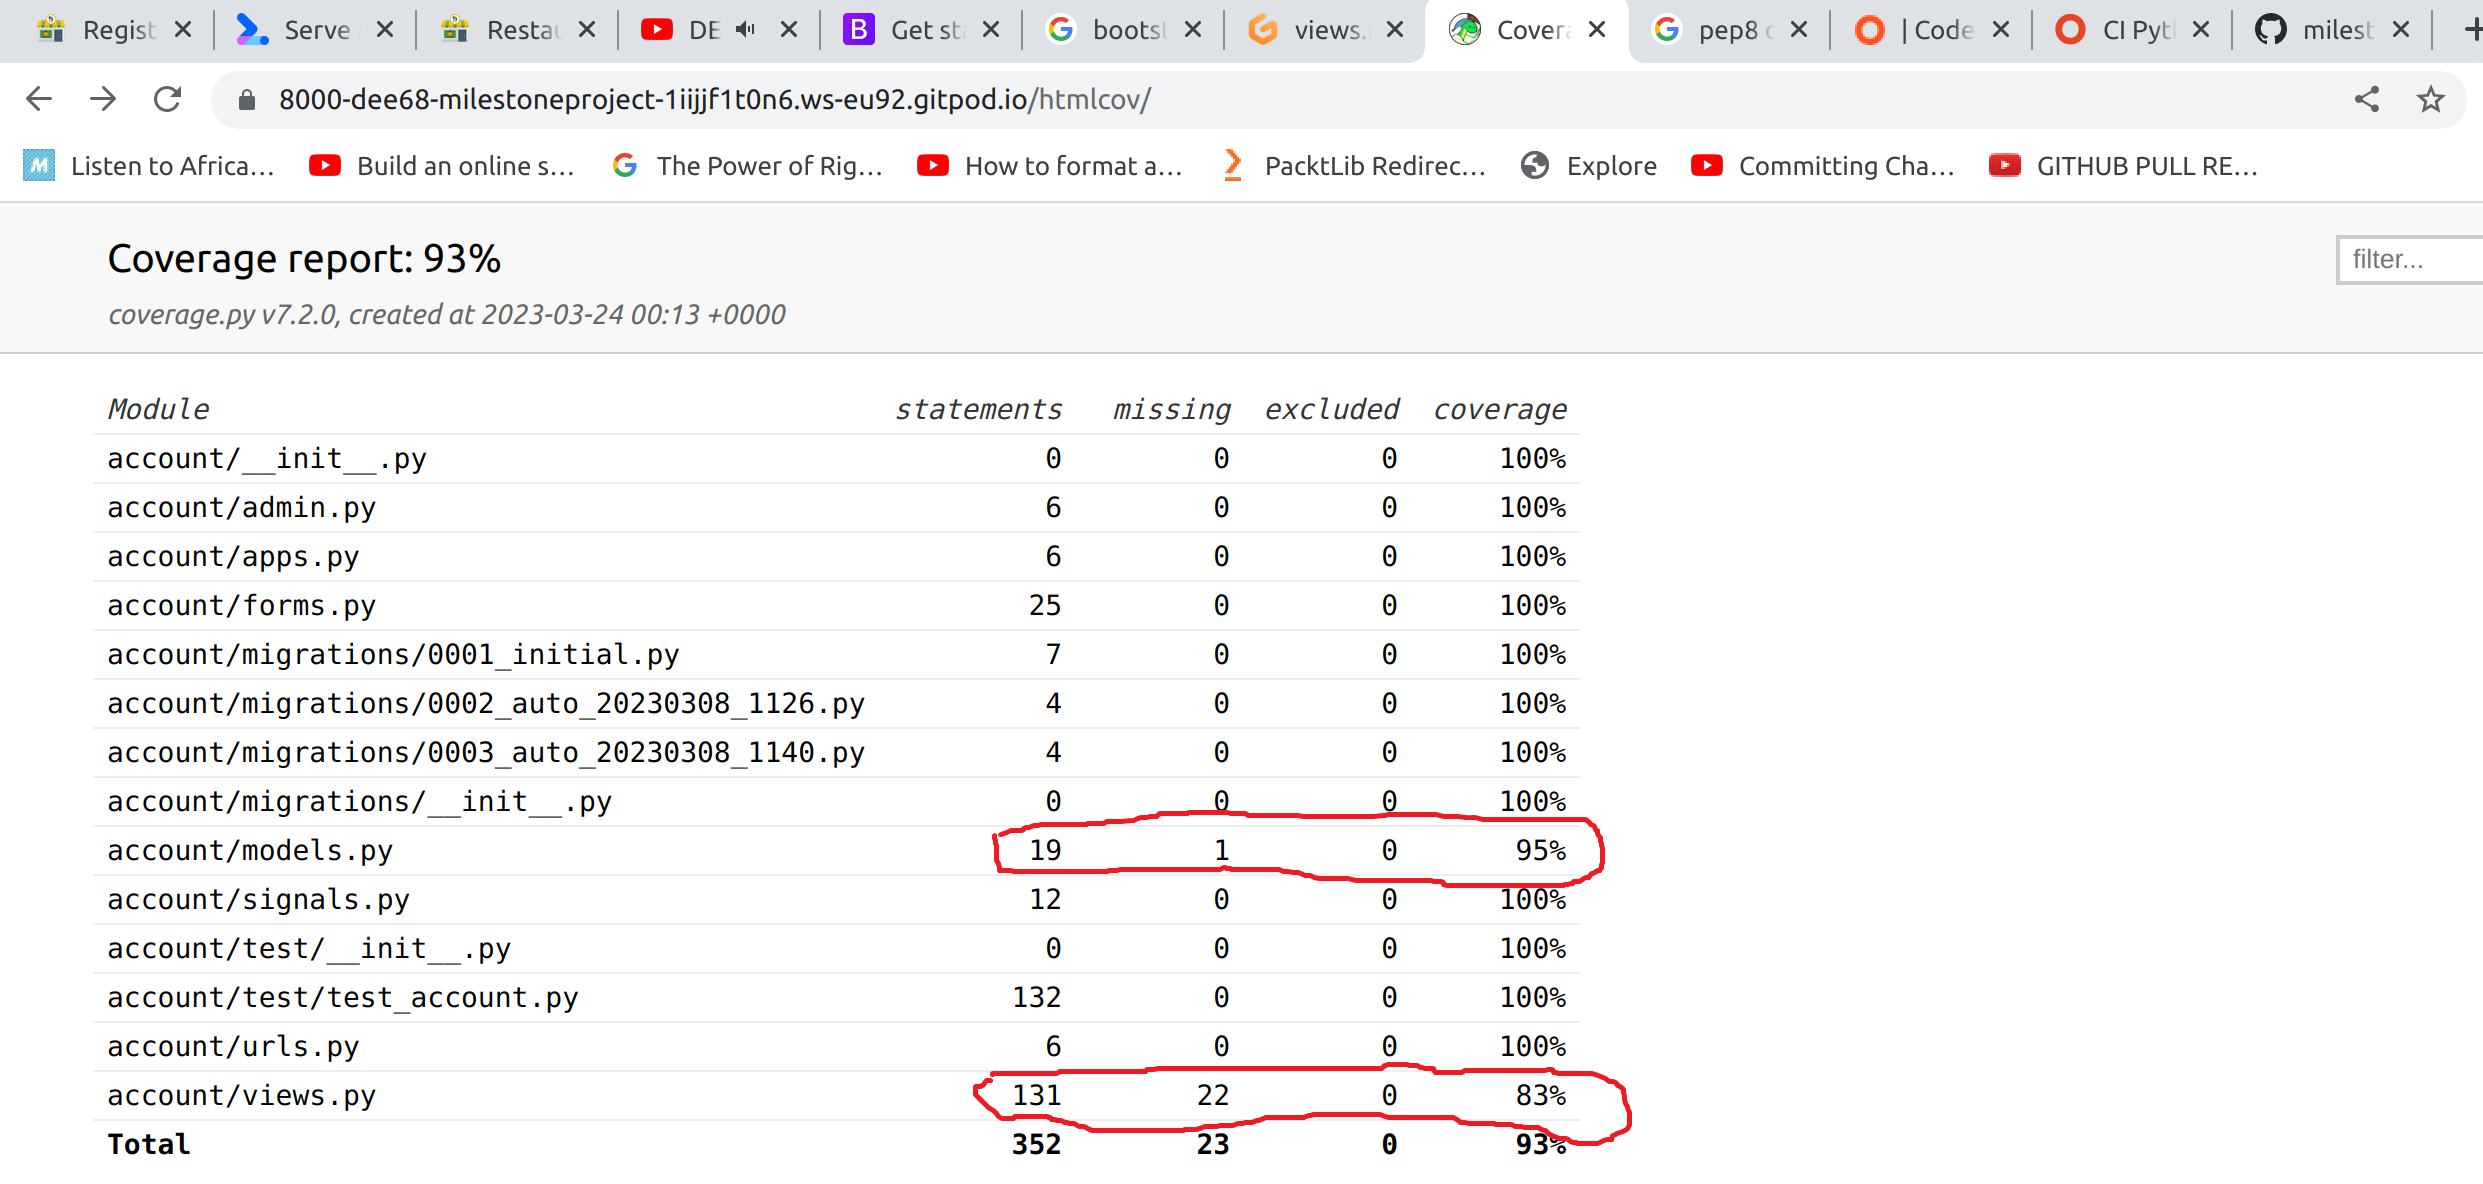 Regist Serve Restau DE Get sta bootst views. Covera pep8 c | Code CI Pyt milest
8000-dee68-milestoneproject-1iijjf1t0n6.ws-eu92.gitpod.io/htmlcov/
Listen to Africa... Build an online s... The Power of Rig... How to format a... PacktLib Redirec... Explore Committing Cha... GITHUB PULL RE...
Coverage report: 93%
filter...
coverage.py v7.2.0, created at 2023-03-24 00:13 +0000
Module statements missing excluded coverage
account/__init__.py 0 0 0 100%
account/admin.py 6 0 0 100%
account/apps.py 6 0 0 100%
account/forms.py 25 0 0 100%
account/migrations/0001_initial.py 7 0 0 100%
account/migrations/0002_auto_20230308_1126.py 4 0 0 100%
account/migrations/0003_auto_20230308_1140.py 4 0 0 100%
account/migrations/__init__.py 0 0 0 100%
account/models.py 19 1 0 95%
account/signals.py 12 0 0 100%
account/test/__init__.py 0 0 0 100%
account/test/test_account.py 132 0 0 100%
account/urls.py 6 0 0 100%
account/views.py 131 22 0 83%
Total 352 23 0 93%